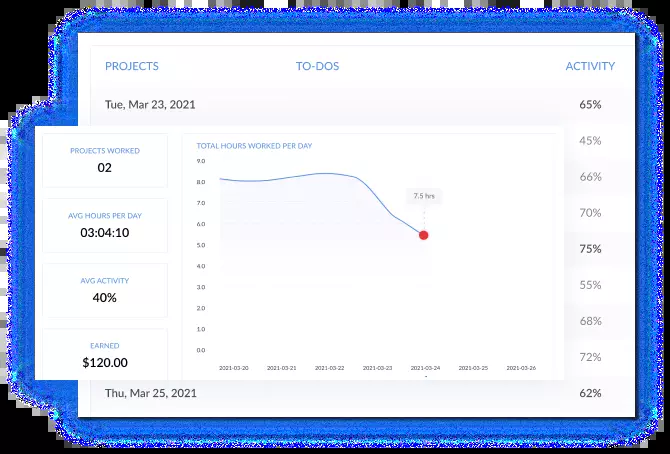 PROJECTS TO-DOS ACTIVITY
Tue, Mar 23, 2021 65%
45%
66%
70%
75%
55%
68%
72%
Thu, Mar 25, 2021 62%
PROJECTS WORKED
02
AVG HOURS PER DAY
03:04:10
AVG ACTIVITY
40%
EARNED
$120.00
TOTAL HOURS WORKED PER DAY
9.0
8.0
7.0
6.0
5.0
4.0
3.0
2.0
1.0
0.0
7.5 hrs
2021-03-20 2021-03-21 2021-03-22 2021-03-23 2021-03-24 2021-03-25 2021-03-26